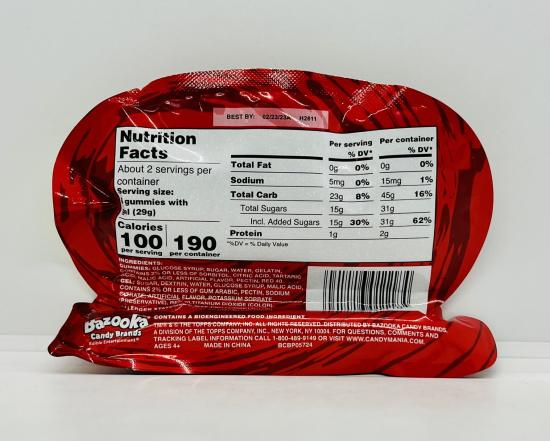 BEST BY: 02/23/23A H2611
Nutrition
Facts
About 2 servings per
container
Serving size:
gummies with
el (29g)
Calories
100 190
per serving per container
Per serving Per container
% DV* % DV*
Total Fat 0g 0% 0g 0%
Sodium 5mg 0% 15mg 1%
Total Carb 23g 8% 45g 16%
Total Sugars 15g 31g
Incl. Added Sugars 15g 30% 31g 62%
Protein 1g 2g
*%DV = % Daily Value
INGREDIENTS:
GUMMIES: GLUCOSE SYRUP, SUGAR, WATER, GELATIN,
2% OR LESS OF SORBITOL, CITRIC ACID, TARTARIC
MALIC ACID, ARTIFICIAL FLAVOR, PECTIN, RED 40.
GEL: SUGAR, DEXTRIN, WATER, GLUCOSE SYRUP, MALIC ACID,
CONTAINS 2% OR LESS OF GUM ARABIC, PECTIN, SODIUM
CITRATE, ARTIFICIAL FLAVOR, POTASSIUM SORBATE
(PRESERVATIVE), TITANIUM DIOXIDE (COLOR).
CONTAINS A BIOENGINEERED FOOD INGREDIENT
Bazooka
Candy Brands
Edible Entertainment
TM/® & © THE TOPPS COMPANY, INC. ALL RIGHTS RESERVED. DISTRIBUTED BY BAZOOKA CANDY BRANDS,
A DIVISION OF THE TOPPS COMPANY, INC., NEW YORK, NY 10004. FOR QUESTIONS, COMMENTS AND
TRACKING LABEL INFORMATION CALL 1-800-489-9149 OR VISIT WWW.CANDYMANIA.COM.
AGES 4+ MADE IN CHINA BCBP05724